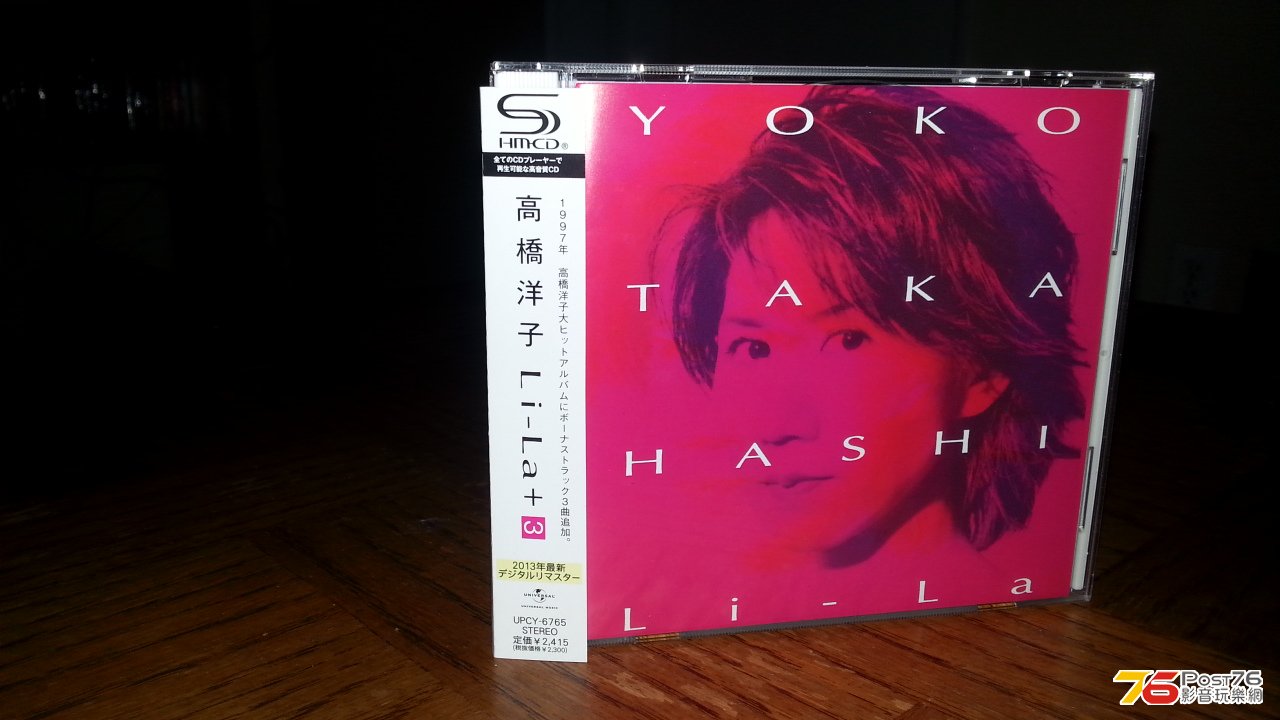 SHM-CD®
全てのCDプレーヤーで
再生可能な高音質CD
1997年 高橋洋子大ヒットアルバムにボーナストラック3曲追加。
高橋洋子 Li-La+3
2013年最新
デジタルリマスター
UNIVERSAL
UNIVERSAL MUSIC
UPCY-6765
STEREO
定価￥2,415
(税抜価格￥2,300)
YOKO
TAKA
HASHI
Li-La
76 Post76
影音玩樂網